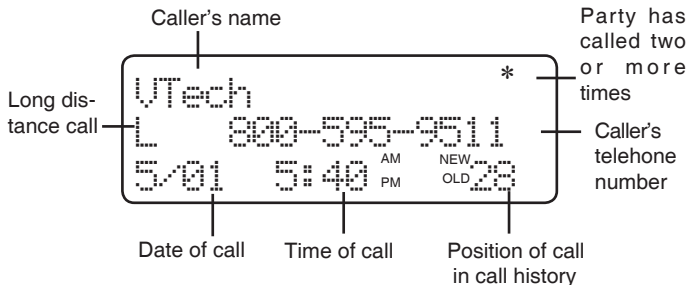 Caller's name
Party has
called two
or more
times
Long dis-
tance call
VTech
*
L 800-595-9511
Caller's
telehone
number
5/01 5:40 AM PM NEW OLD 28
Date of call
Time of call
Position of call
in call history